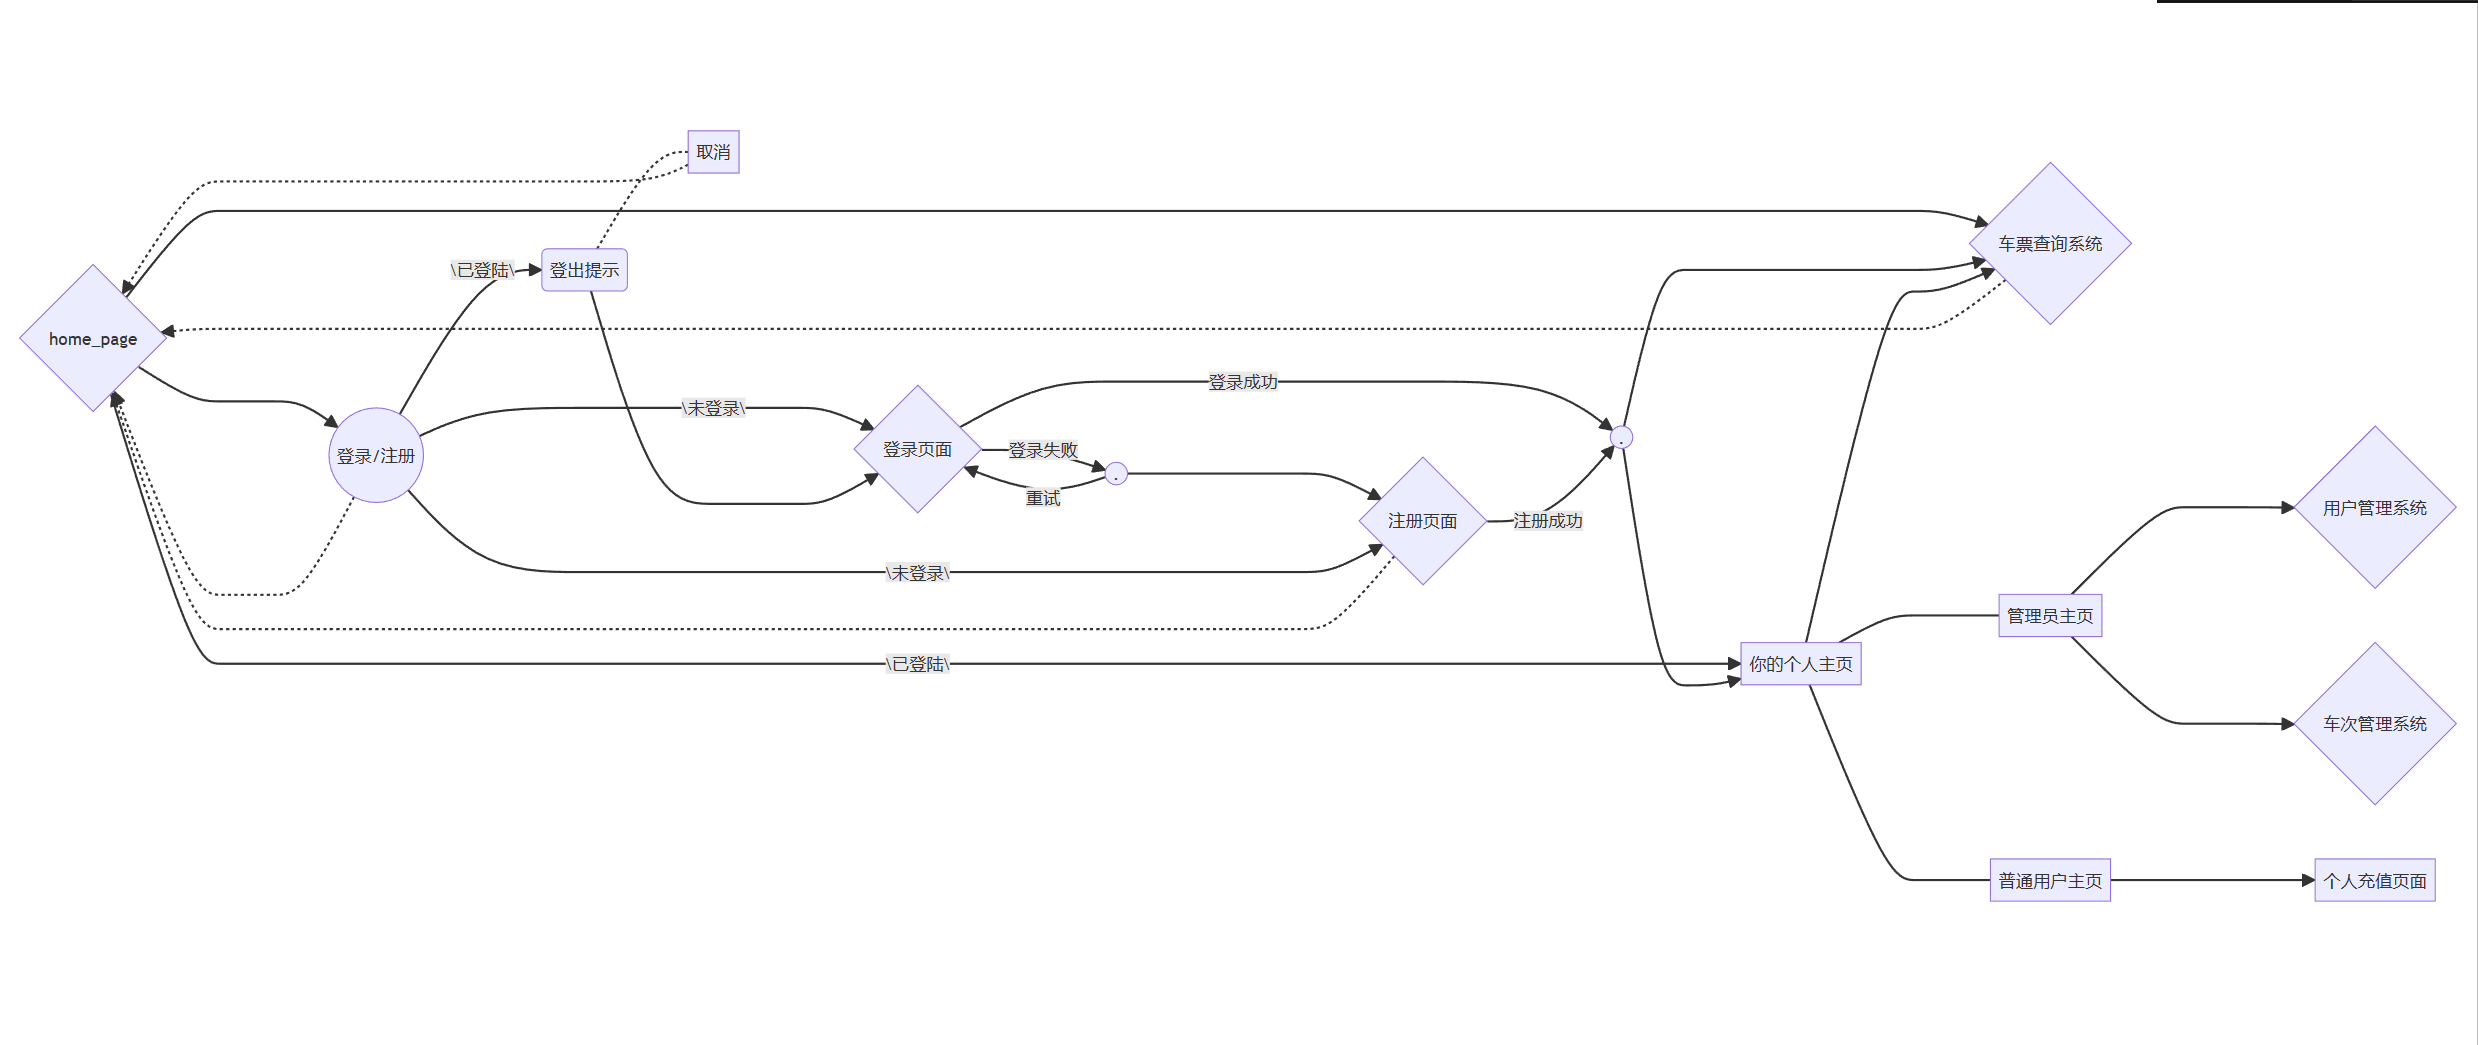 取消
车票查询系统
\已登陆\
登出提示
home_page
登录成功
\未登录\
登录/注册
登录页面
登录失败
.
.
重试
注册页面
注册成功
用户管理系统
\未登录\
管理员主页
\已登陆\
你的个人主页
车次管理系统
普通用户主页
个人充值页面